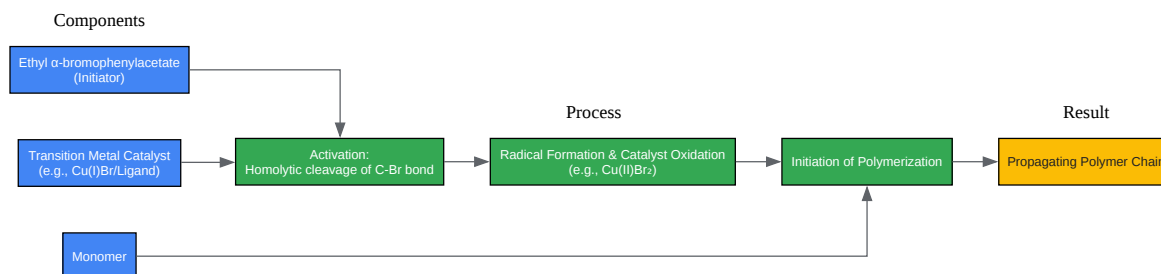 Components
Ethyl α-bromophenylacetate
(Initiator)
Process
Result
Transition Metal Catalyst
(e.g., Cu(I)Br/Ligand)
Activation:
Homolytic cleavage of C-Br bond
Radical Formation & Catalyst Oxidation
(e.g., Cu(II)Br₂)
Initiation of Polymerization
Propagating Polymer Chain
Monomer